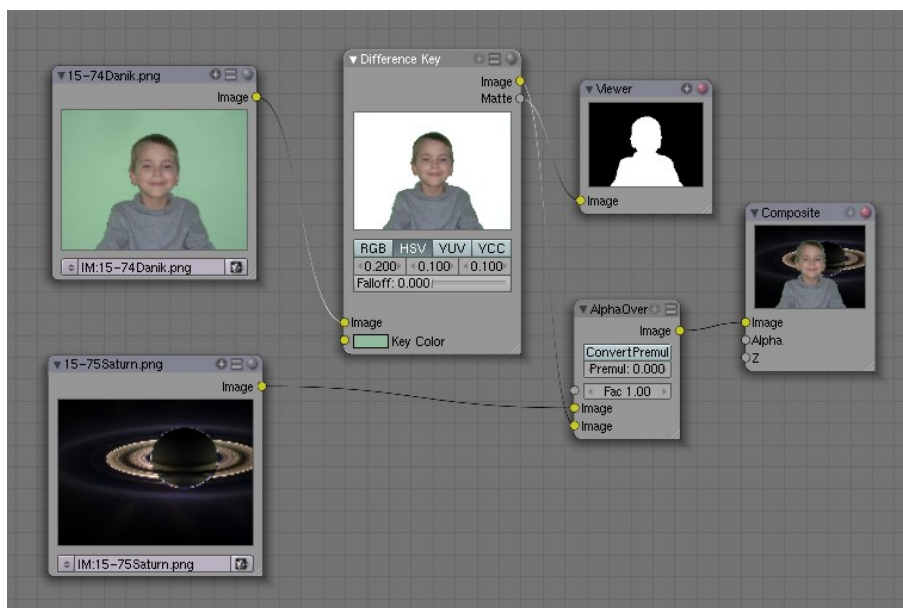 15-74Danik.png
Image
IM:15-74Danik.png
Difference Key
Image
Matte
RGB HSV YUV YCC
0.200 0.100 0.100
Falloff: 0.000
Image
Key Color
Viewer
Image
Composite
Image
Alpha
Z
AlphaOver
Image
ConvertPremul
Premul: 0.000
Fac 1.00
Image
Image
15-75Saturn.png
Image
IM:15-75Saturn.png